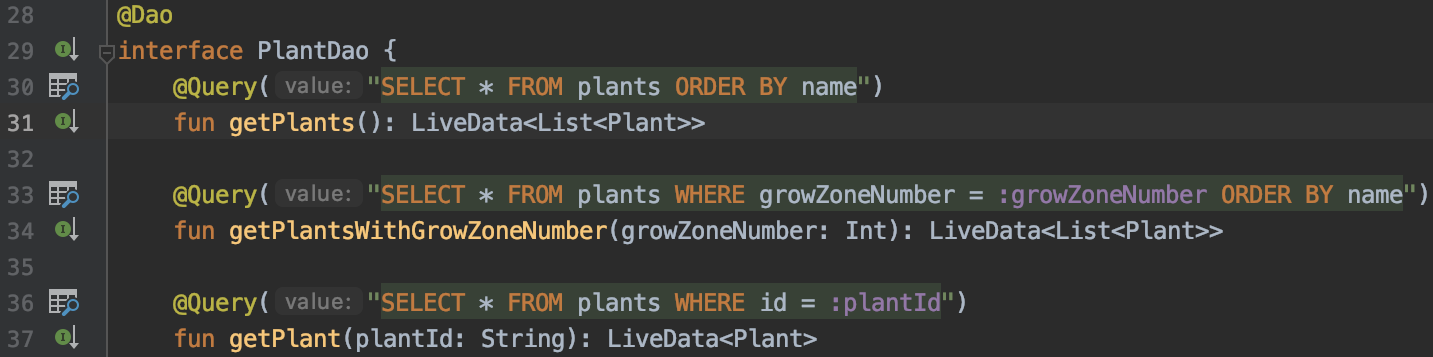 28 @Dao
29 interface PlantDao {
30 @Query( value: "SELECT * FROM plants ORDER BY name")
31 fun getPlants(): LiveData<List<Plant>>
32
33 @Query( value: "SELECT * FROM plants WHERE growZoneNumber = :growZoneNumber ORDER BY name")
34 fun getPlantsWithGrowZoneNumber(growZoneNumber: Int): LiveData<List<Plant>>
35
36 @Query( value: "SELECT * FROM plants WHERE id = :plantId")
37 fun getPlant(plantId: String): LiveData<Plant>